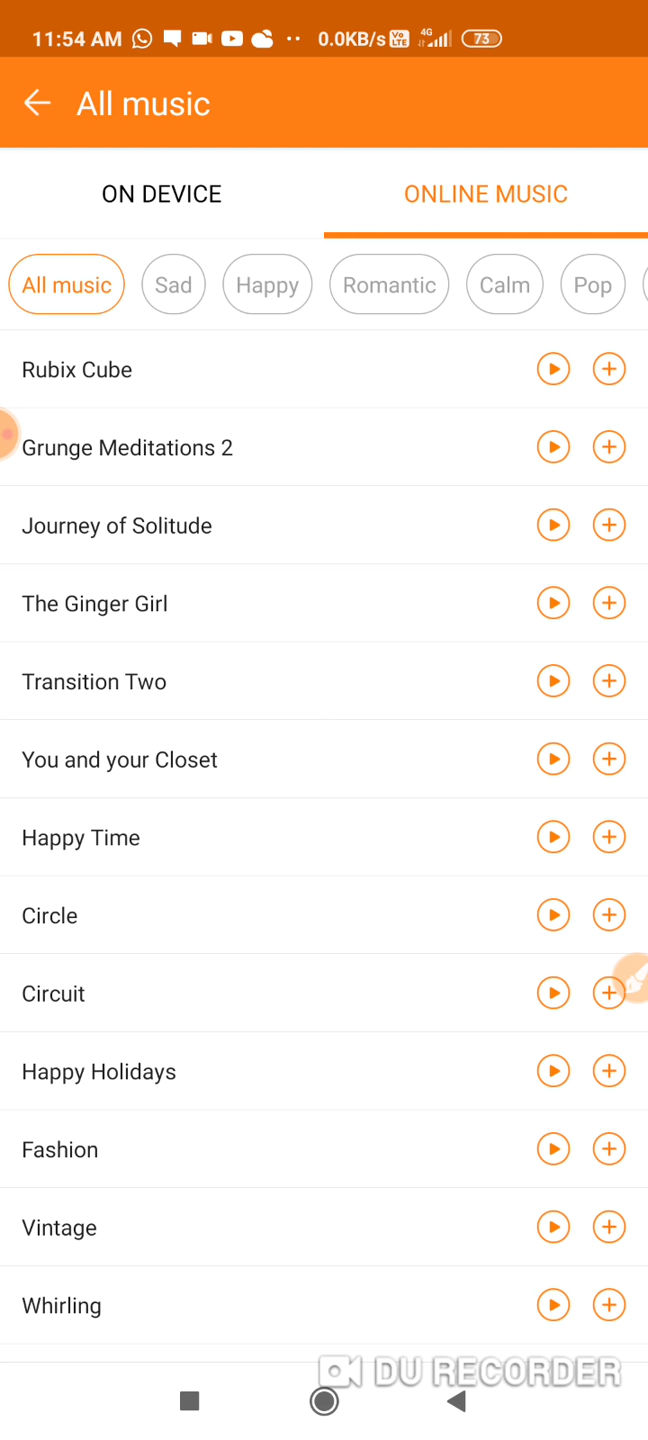 11:54 AM 0.0KB/s Vo LTE 4G 73
All music
ON DEVICE ONLINE MUSIC
All music Sad Happy Romantic Calm Pop
Rubix Cube
Grunge Meditations 2
Journey of Solitude
The Ginger Girl
Transition Two
You and your Closet
Happy Time
Circle
Circuit
Happy Holidays
Fashion
Vintage
Whirling
DU RECORDER